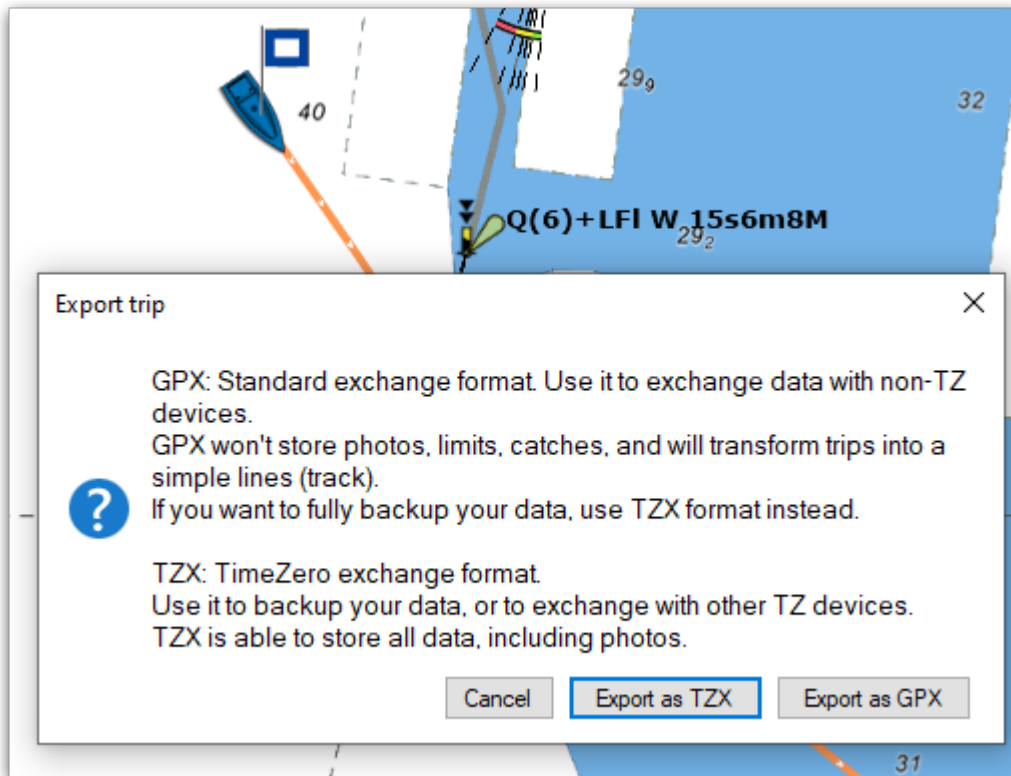 40
29₉
32
Q(6)+LFl W 15s6m8M
29₂
Export trip
GPX: Standard exchange format. Use it to exchange data with non-TZ
devices.
GPX won't store photos, limits, catches, and will transform trips into a
simple lines (track).
If you want to fully backup your data, use TZX format instead.
TZX: TimeZero exchange format.
Use it to backup your data, or to exchange with other TZ devices.
TZX is able to store all data, including photos.
Cancel
Export as TZX
Export as GPX
31